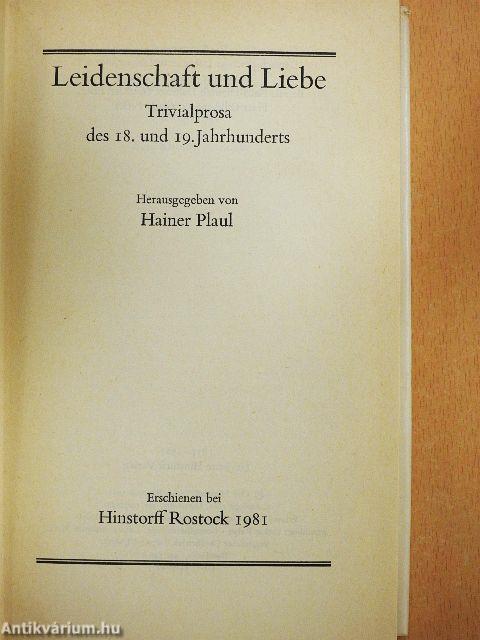 Leidenschaft und Liebe
Trivialprosa
des 18. und 19. Jahrhunderts
Herausgegeben von
Hainer Plaul
Erschienen bei
Hinstorff Rostock 1981
Antikvárium.hu